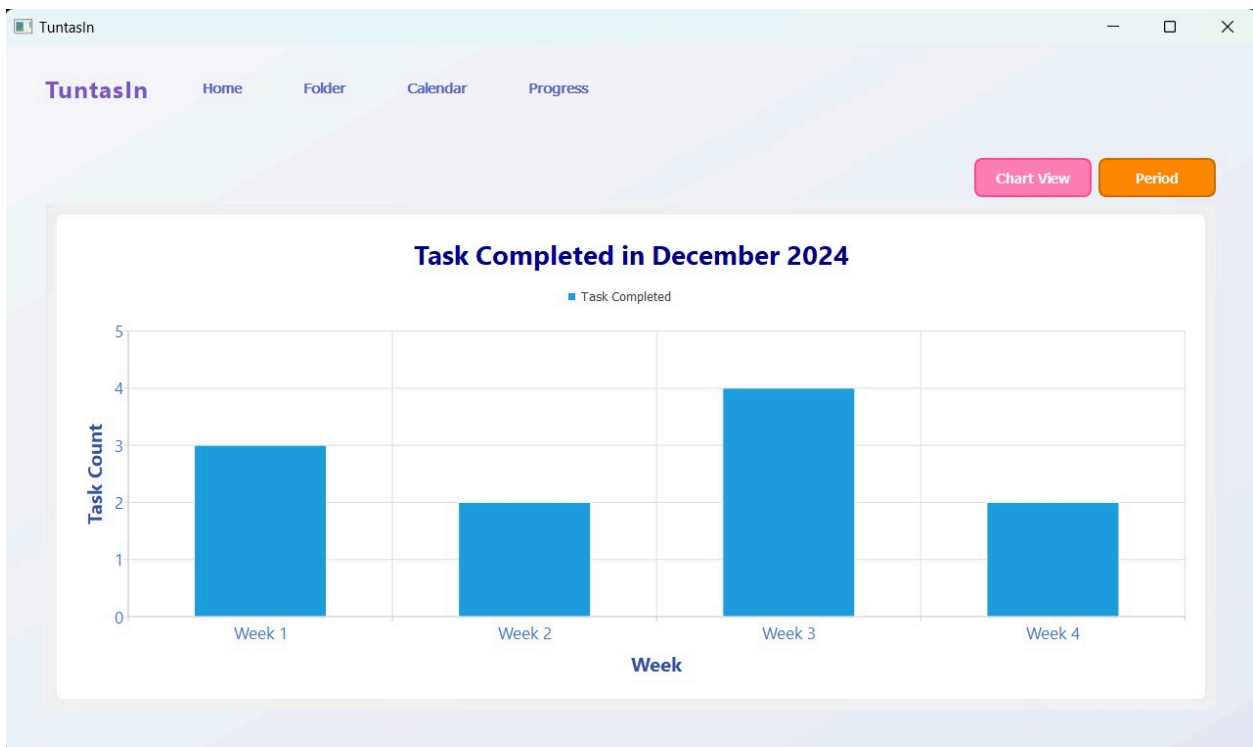 TuntasIn
TuntasIn Home Folder Calendar Progress
Chart View Period
Task Completed in December 2024
Task Completed
5
4
3
2
1
0
Task Count
Week 1 Week 2 Week 3 Week 4
Week